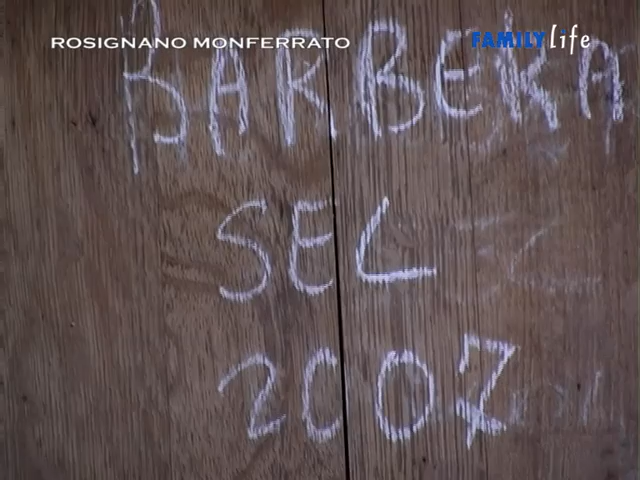 ROSIGNANO MONFERRATO
FAMILY life
BARBERA
SEL
2007